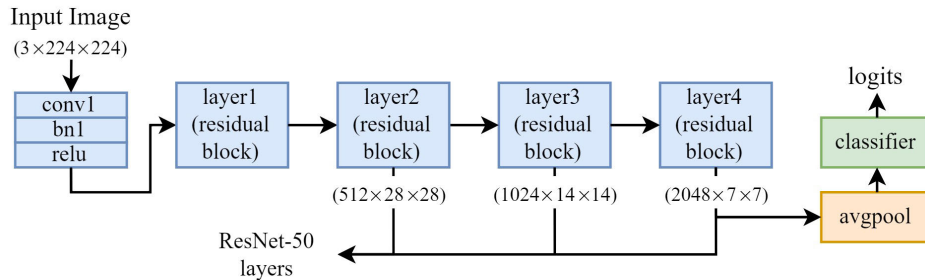 Input Image
(3×224×224)
conv1
bn1
relu
layer1
(residual
block)
layer2
(residual
block)
layer3
(residual
block)
layer4
(residual
block)
(512×28×28)
(1024×14×14)
(2048×7×7)
logits
classifier
avgpool
ResNet-50
layers